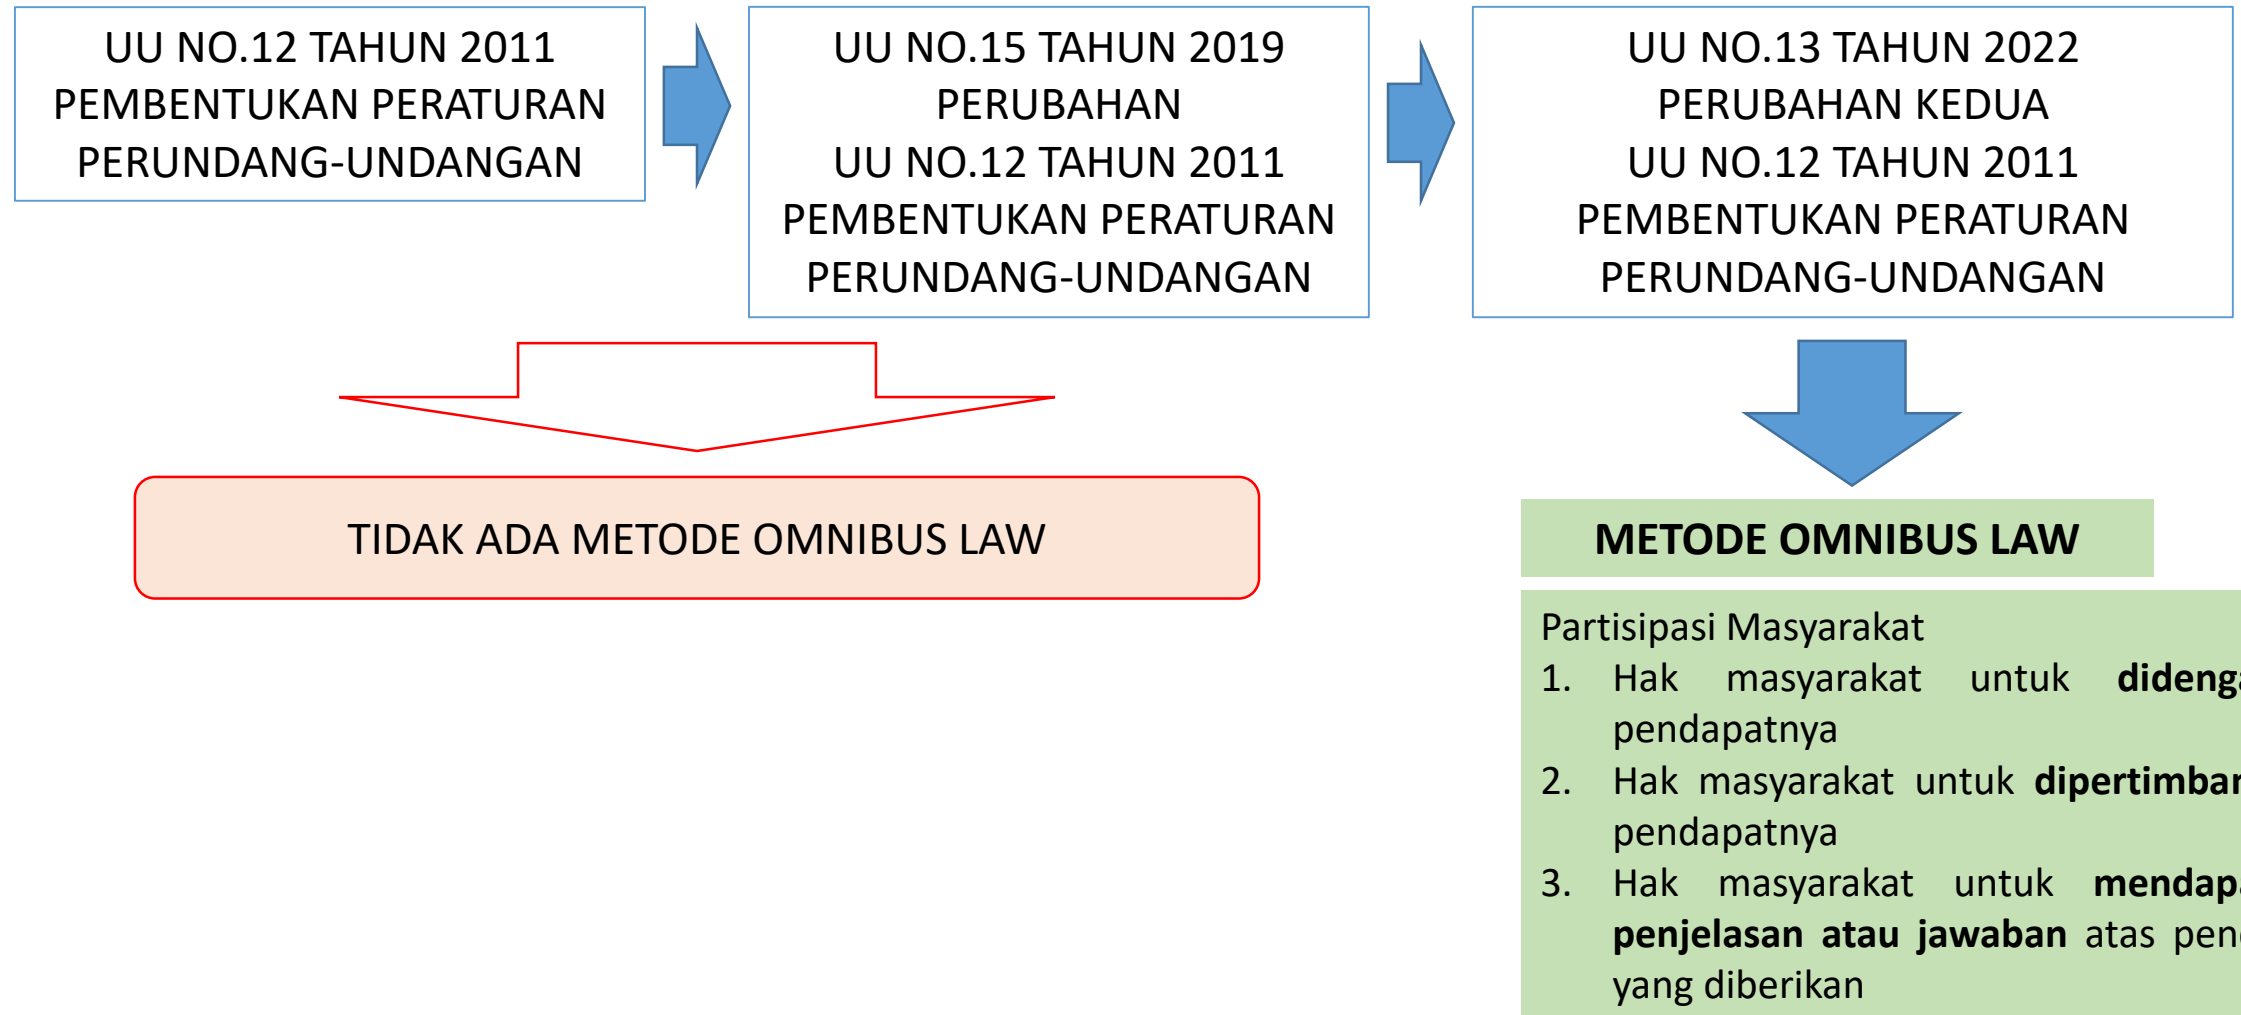 UU NO.12 TAHUN 2011
PEMBENTUKAN PERATURAN
PERUNDANG-UNDANGAN
UU NO.15 TAHUN 2019
PERUBAHAN
UU NO.12 TAHUN 2011
PEMBENTUKAN PERATURAN
PERUNDANG-UNDANGAN
UU NO.13 TAHUN 2022
PERUBAHAN KEDUA
UU NO.12 TAHUN 2011
PEMBENTUKAN PERATURAN
PERUNDANG-UNDANGAN
TIDAK ADA METODE OMNIBUS LAW
METODE OMNIBUS LAW
Partisipasi Masyarakat
1. Hak masyarakat untuk
pendapatnya
2. Hak masyarakat untuk
pendapatnya
3. Hak masyarakat untuk
penjelasan atau jawaban atas
yang diberikan